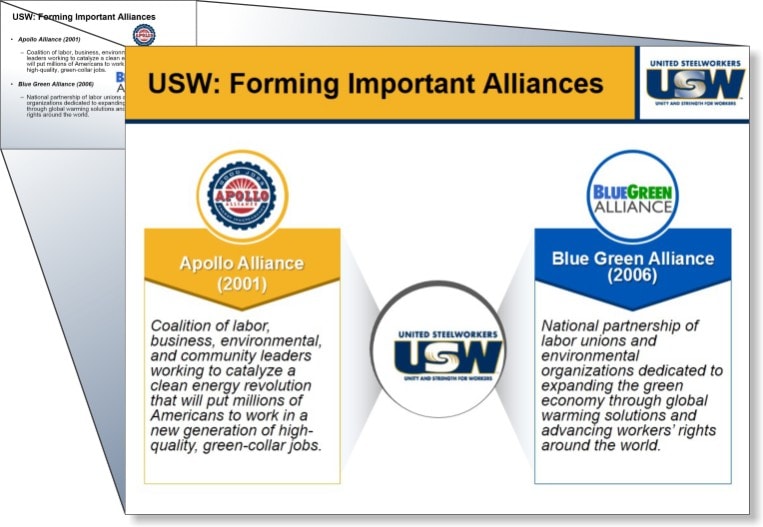 USW: Forming Important Alliances
• Apollo Alliance (2001)
– Coalition of labor, business, environm
leaders working to catalyze a clean e
will put millions of Americans to work
high-quality, green-collar jobs.
• Blue Green Alliance (2006)
– National partnership of labor unions
organizations dedicated to expanding
through global warming solutions and
rights around the world.
USW: Forming Important Alliances
UNITED STEELWORKERS
USW
UNITY AND STRENGTH FOR WORKERS
GOOD JOBS
APOLLO
ALLIANCE
BLUEGREEN
ALLIANCE
Apollo Alliance
(2001)
Blue Green Alliance
(2006)
Coalition of labor,
business, environmental,
and community leaders
working to catalyze a
clean energy revolution
that will put millions of
Americans to work in a
new generation of high-
quality, green-collar jobs.
UNITED STEELWORKERS
USW
UNITY AND STRENGTH FOR WORKERS
National partnership of
labor unions and
environmental
organizations dedicated to
expanding the green
economy through global
warming solutions and
advancing workers' rights
around the world.